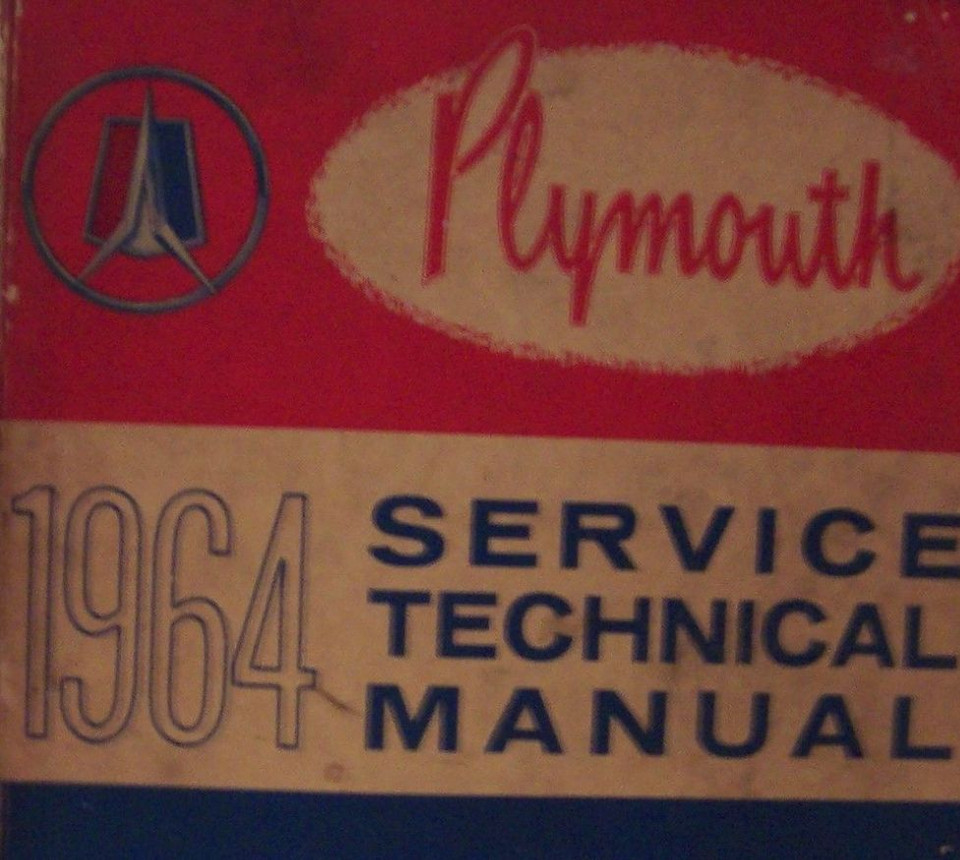 Plymouth
1964
SERVICE
TECHNICAL
MANUAL